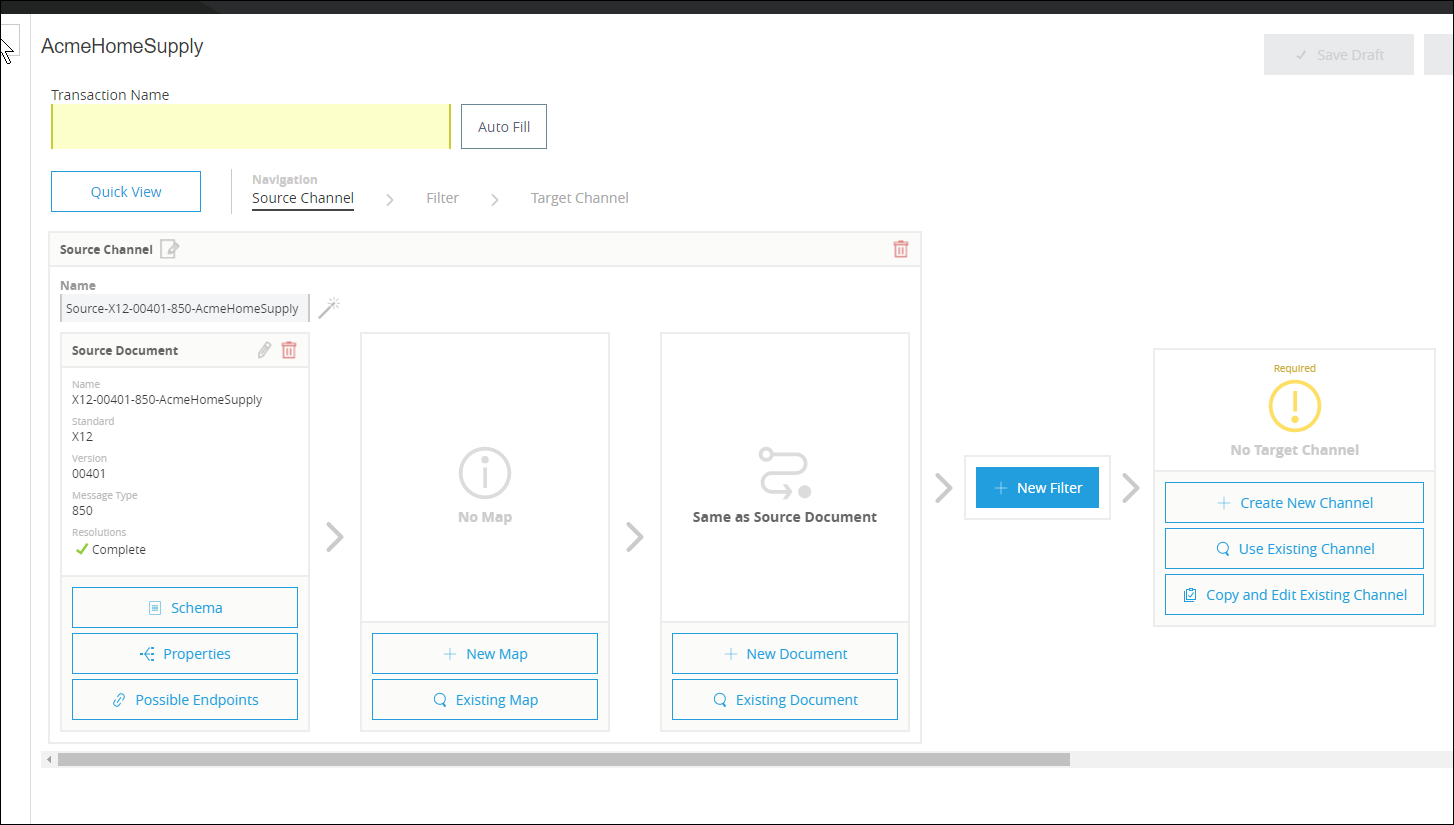 AcmeHomeSupply
Save Draft
Transaction Name
Auto Fill
Quick View
Navigation
Source Channel
Filter
Target Channel
Source Channel
Name
Source-X12-00401-850-AcmeHomeSupply
Source Document
Name
X12-00401-850-AcmeHomeSupply
Standard
X12
Version
00401
Message Type
850
Resolutions
Complete
Schema
Properties
Possible Endpoints
No Map
New Map
Existing Map
Same as Source Document
New Document
Existing Document
New Filter
Required
No Target Channel
Create New Channel
Use Existing Channel
Copy and Edit Existing Channel